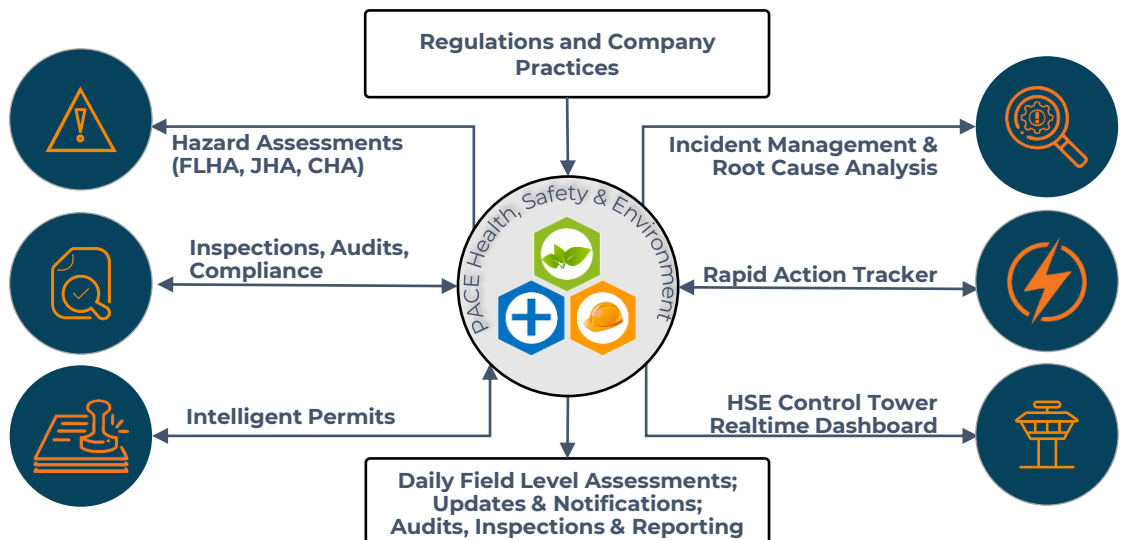 Regulations and Company
Practices
Hazard Assessments
(FLHA, JHA, CHA)
Incident Management &
Root Cause Analysis
PACE Health, Safety & Environment
Inspections, Audits,
Compliance
Rapid Action Tracker
Intelligent Permits
HSE Control Tower
Realtime Dashboard
Daily Field Level Assessments;
Updates & Notifications;
Audits, Inspections & Reporting